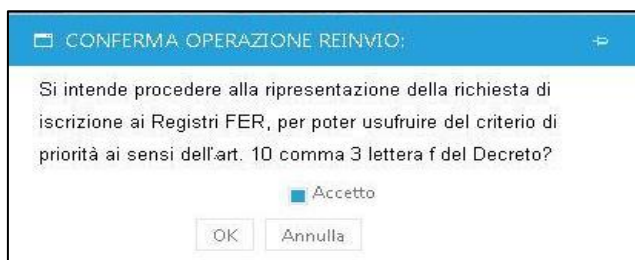 CONFERMA OPERAZIONE REINVIO:
Si intende procedere alla ripresentazione della richiesta di
iscrizione ai Registri FER, per poter usufruire del criterio di
priorità ai sensi dell'art. 10 comma 3 lettera f del Decreto?
Accetto
OK Annulla